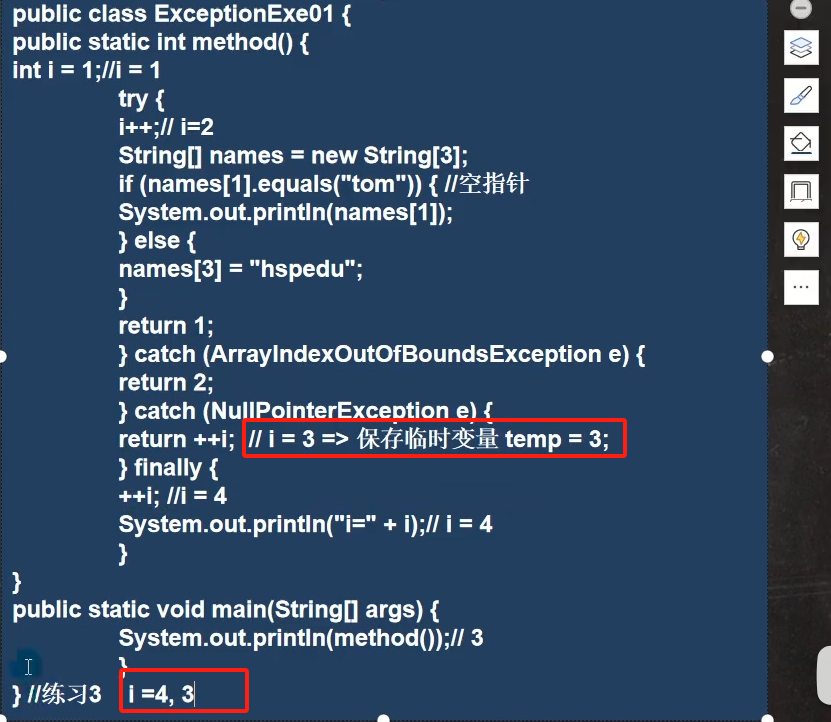 public class ExceptionExe01 {
public static int method() {
int i = 1;//i = 1
try {
i++;// i=2
String[] names = new String[3];
if (names[1].equals("tom")) { //空指针
System.out.println(names[1]);
} else {
names[3] = "hspedu";
}
return 1;
} catch (ArrayIndexOutOfBoundsException e) {
return 2;
} catch (NullPointerException e) {
return ++i; // i = 3 => 保存临时变量 temp = 3;
} finally {
++i; //i = 4
System.out.println("i=" + i);// i = 4
}
}
public static void main(String[] args) {
System.out.println(method());// 3
}
} //练习3 i =4, 3